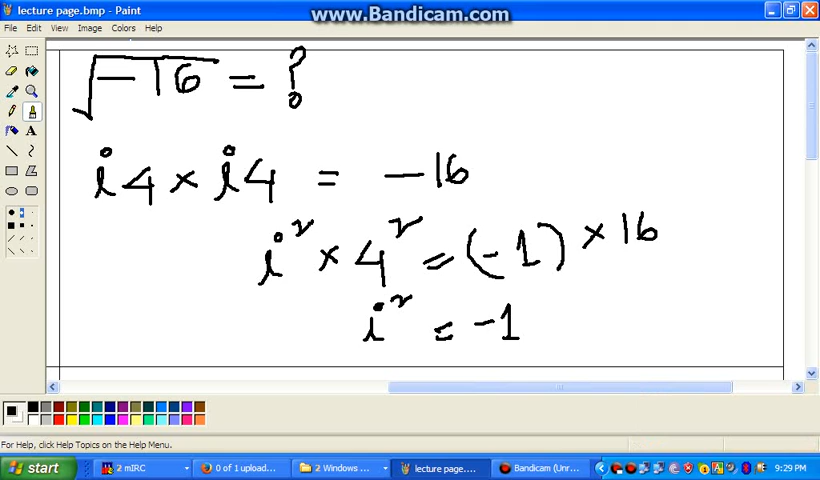 lecture page.bmp - Paint
www.Bandicam.com
File Edit View Image Colors Help
√-16 = ?
i4 × i4 = -16
i² × 4² = (-1) × 16
i² = -1
For Help, click Help Topics on the Help Menu.
start 2 mIRC 0 of 1 upload... 2 Windows ... lecture page.... Bandicam (Unr... 9:29 PM